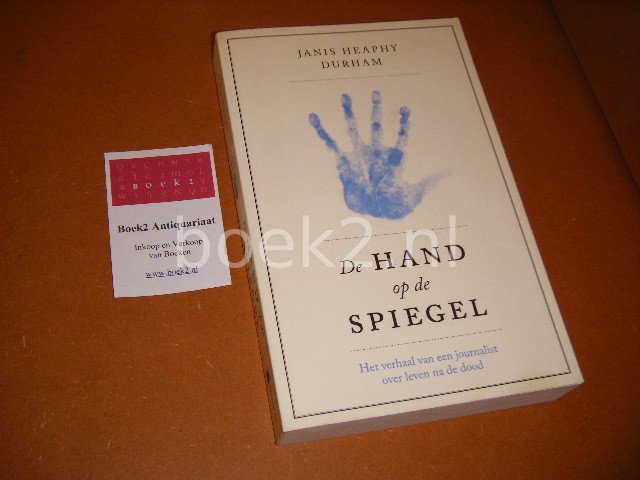 JANIS HEAPHY
DURHAM
De HAND
op de
SPIEGEL
Het verhaal van een journalist
over leven na de dood
BOEK2
Boek2 Antiquariaat
Inkoop en Verkoop
van Boeken
www.boek2.nl
boek2.nl